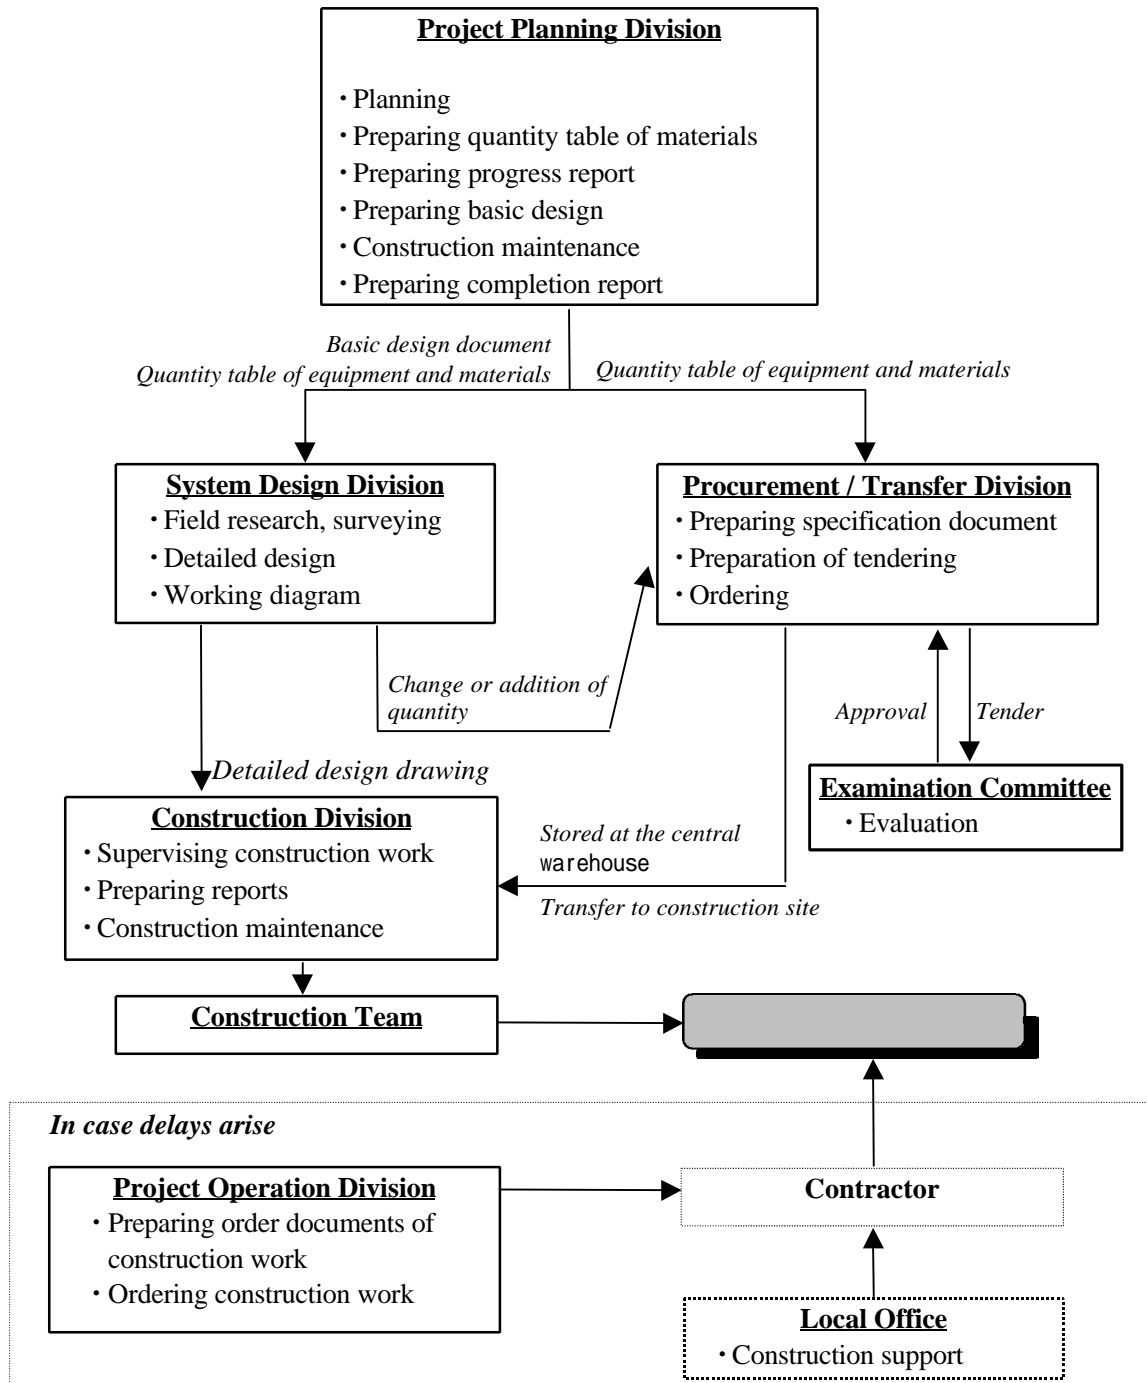 Project Planning Division
・Planning
・Preparing quantity table of materials
・Preparing progress report
・Preparing basic design
・Construction maintenance
・Preparing completion report
Basic design document
Quantity table of equipment and materials
Quantity table of equipment and materials
System Design Division
・Field research, surveying
・Detailed design
・Working diagram
Procurement / Transfer Division
・Preparing specification document
・Preparation of tendering
・Ordering
Change or addition of
quantity
Approval
Tender
Detailed design drawing
Examination Committee
・Evaluation
Construction Division
・Supervising construction work
・Preparing reports
・Construction maintenance
Stored at the central
warehouse
Transfer to construction site
Construction Team
In case delays arise
Project Operation Division
・Preparing order documents of
construction work
・Ordering construction work
Contractor
Local Office
・Construction support